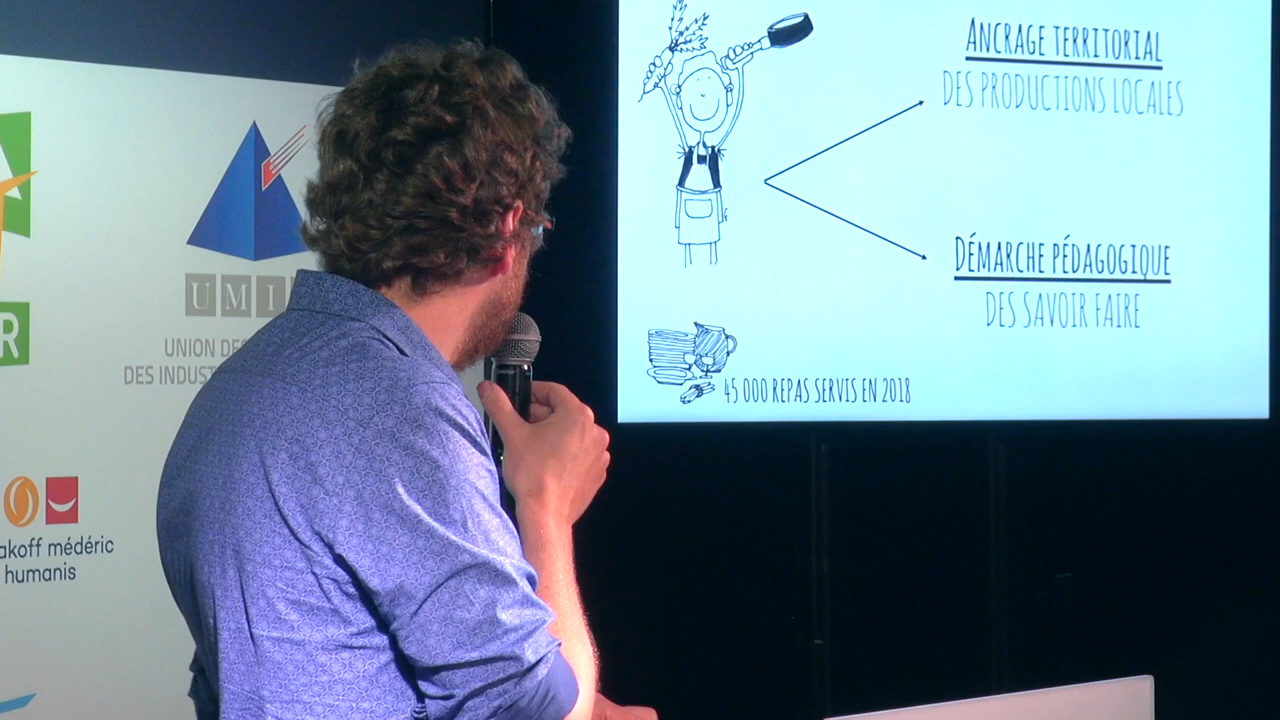 ANCRAGE TERRITORIAL
DES PRODUCTIONS LOCALES
DÉMARCHE PÉDAGOGIQUE
DES SAVOIR FAIRE
45 000 REPAS SERVIS EN 2018
UMI
UNION DES
DES INDUST
akoff médéric
humanis
R